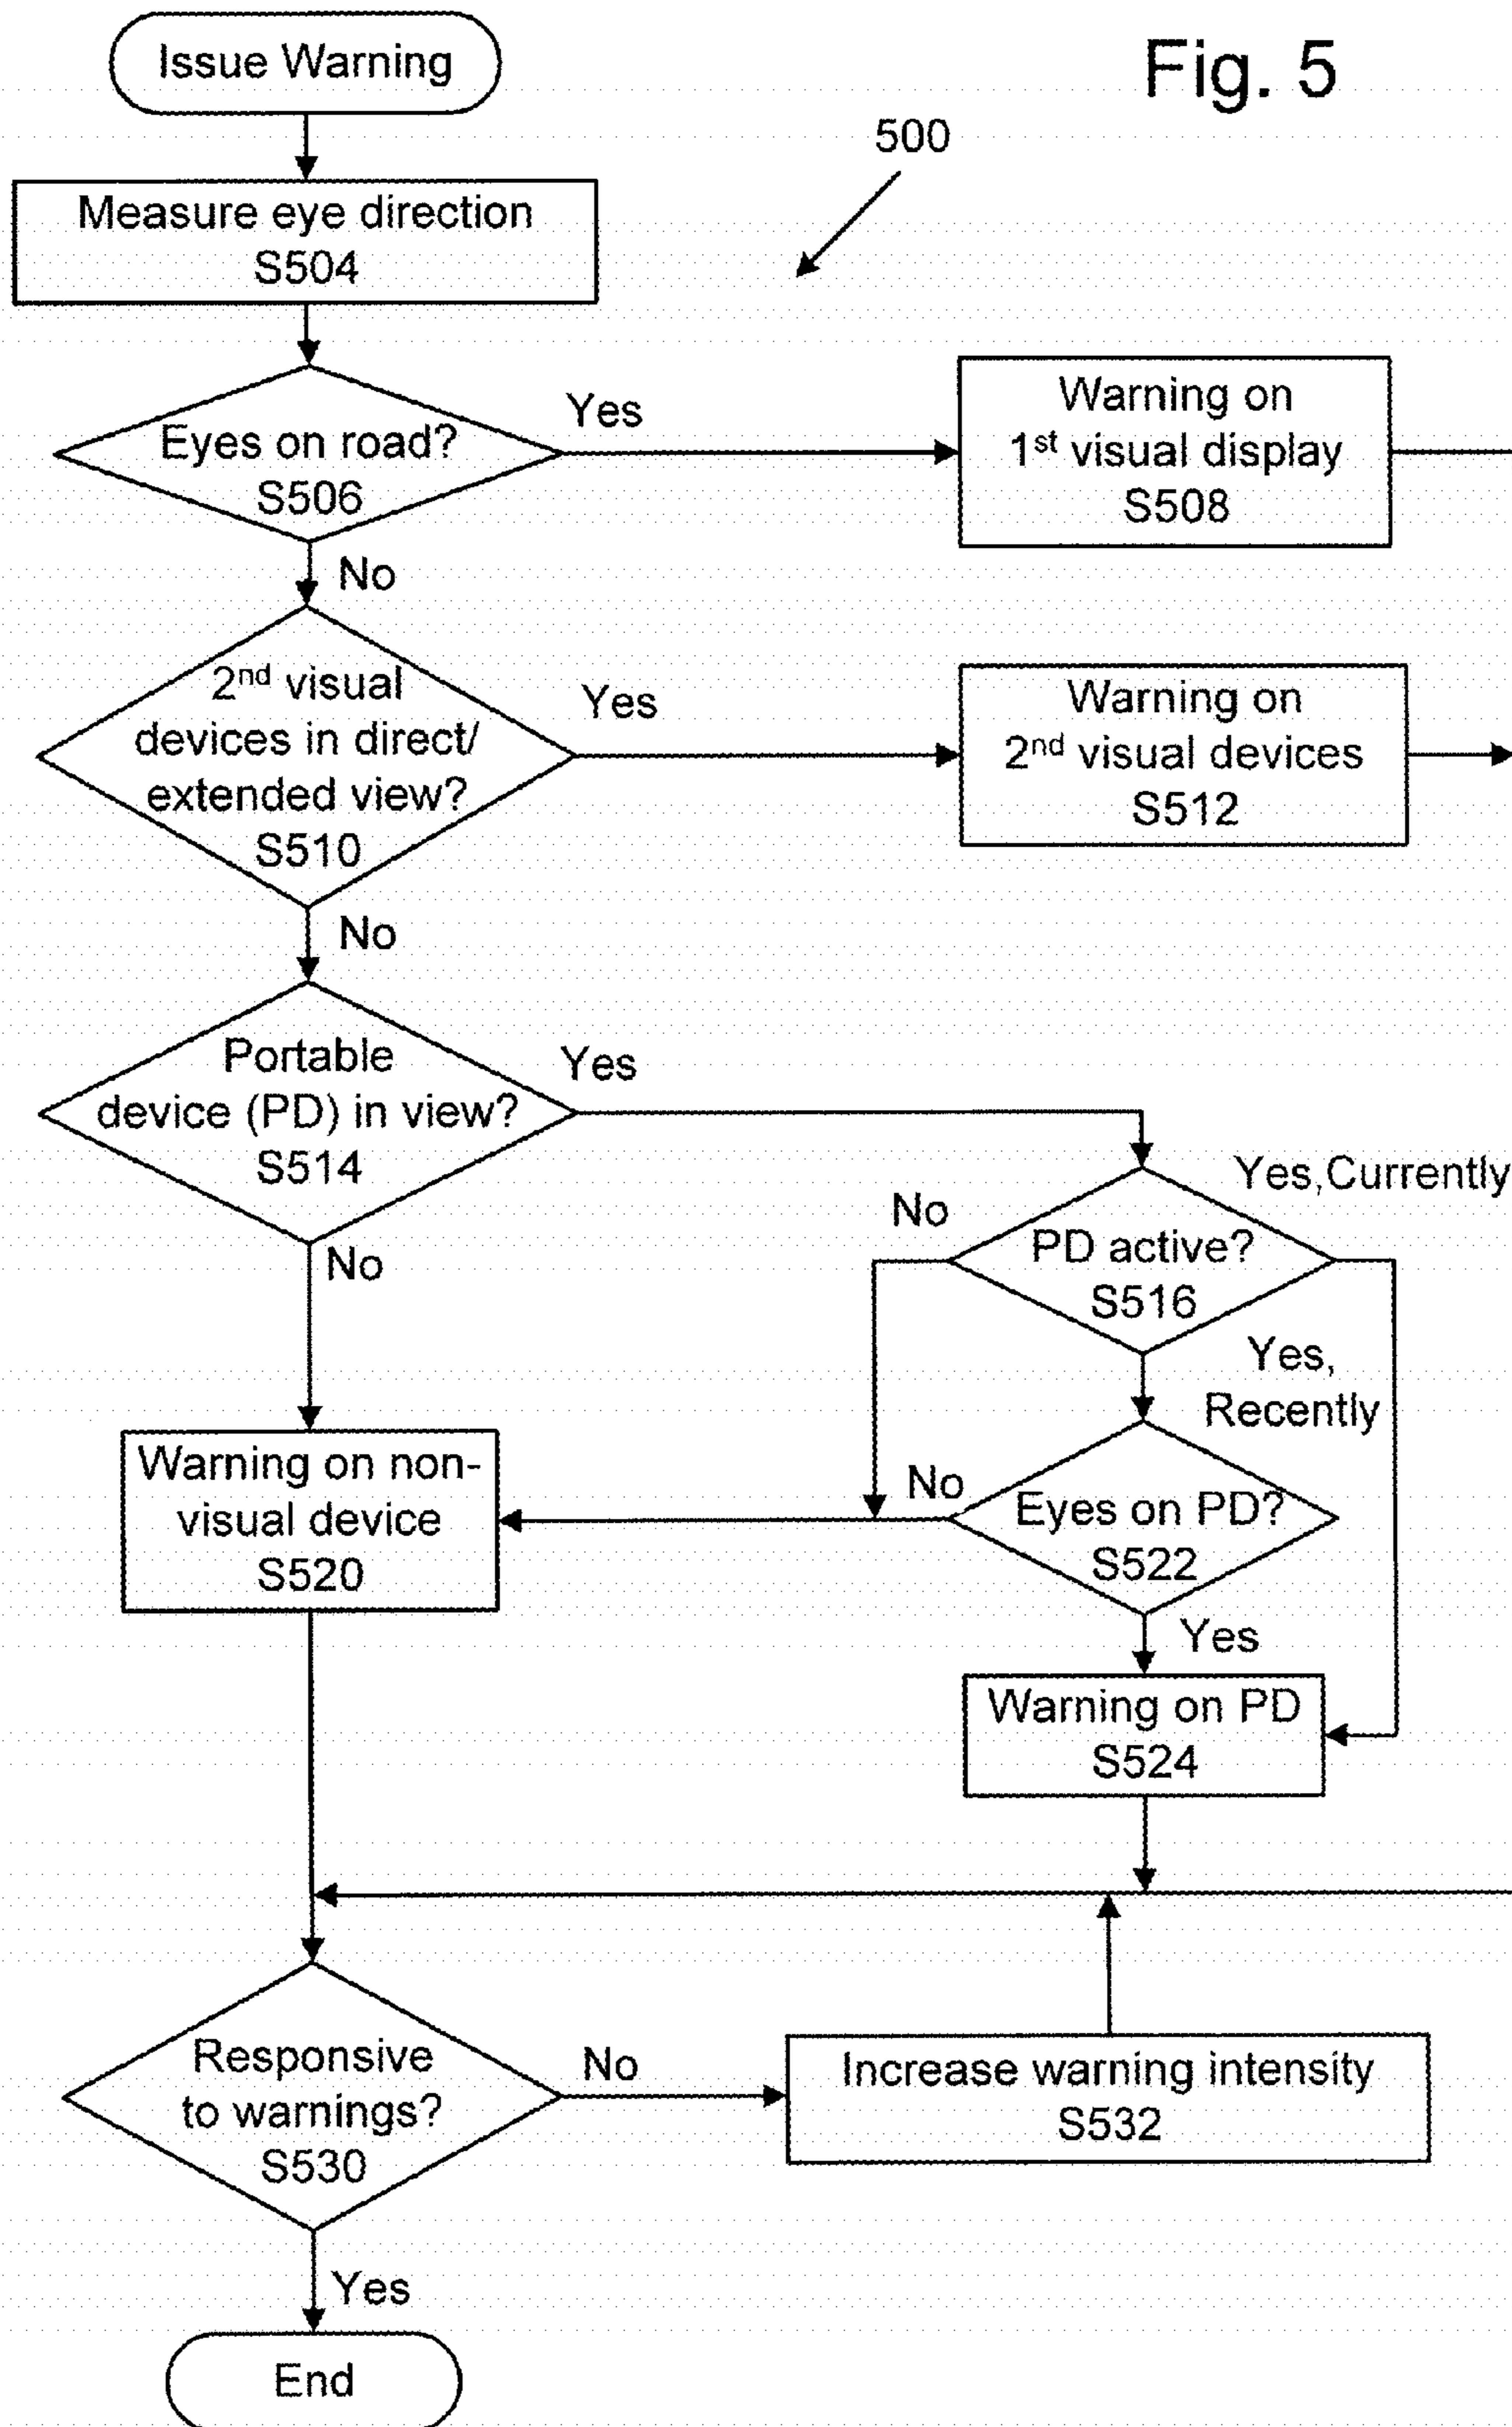 Fig. 5
500
Issue Warning
Measure eye direction
S504
Eyes on road?
S506
Yes
No
Warning on
1st visual display
S508
2nd visual
devices in direct/
extended view?
S510
Yes
No
Warning on
2nd visual devices
S512
Portable
device (PD) in view?
S514
Yes
No
PD active?
S516
No
Yes,Currently
Yes,
Recently
Eyes on PD?
S522
No
Yes
Warning on non-
visual device
S520
Warning on PD
S524
Responsive
to warnings?
S530
No
Yes
Increase warning intensity
S532
End